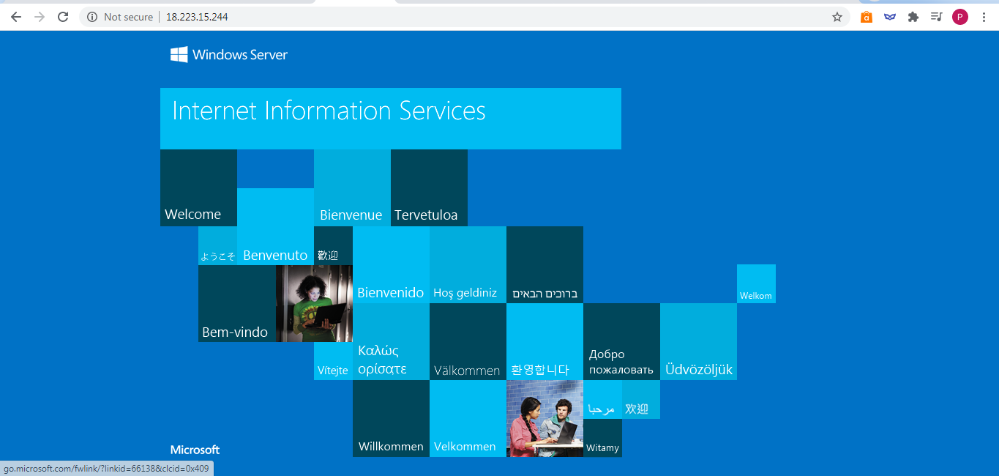 Not secure
18.223.15.244
P
Windows Server
Internet Information Services
Welcome
Bienvenue
Tervetuloa
ようこそ
Benvenuto
歡迎
Bienvenido
Hoş geldiniz
ברוכים הבאים
Welkom
Bem-vindo
Vítejte
Καλώς
ορίσατε
Välkommen
환영합니다
Добро
пожаловать
Üdvözöljük
Willkommen
Velkommen
مرحبا
欢迎
Witamy
Microsoft
go.microsoft.com/fwlink/?linkid=66138&clcid=0x409